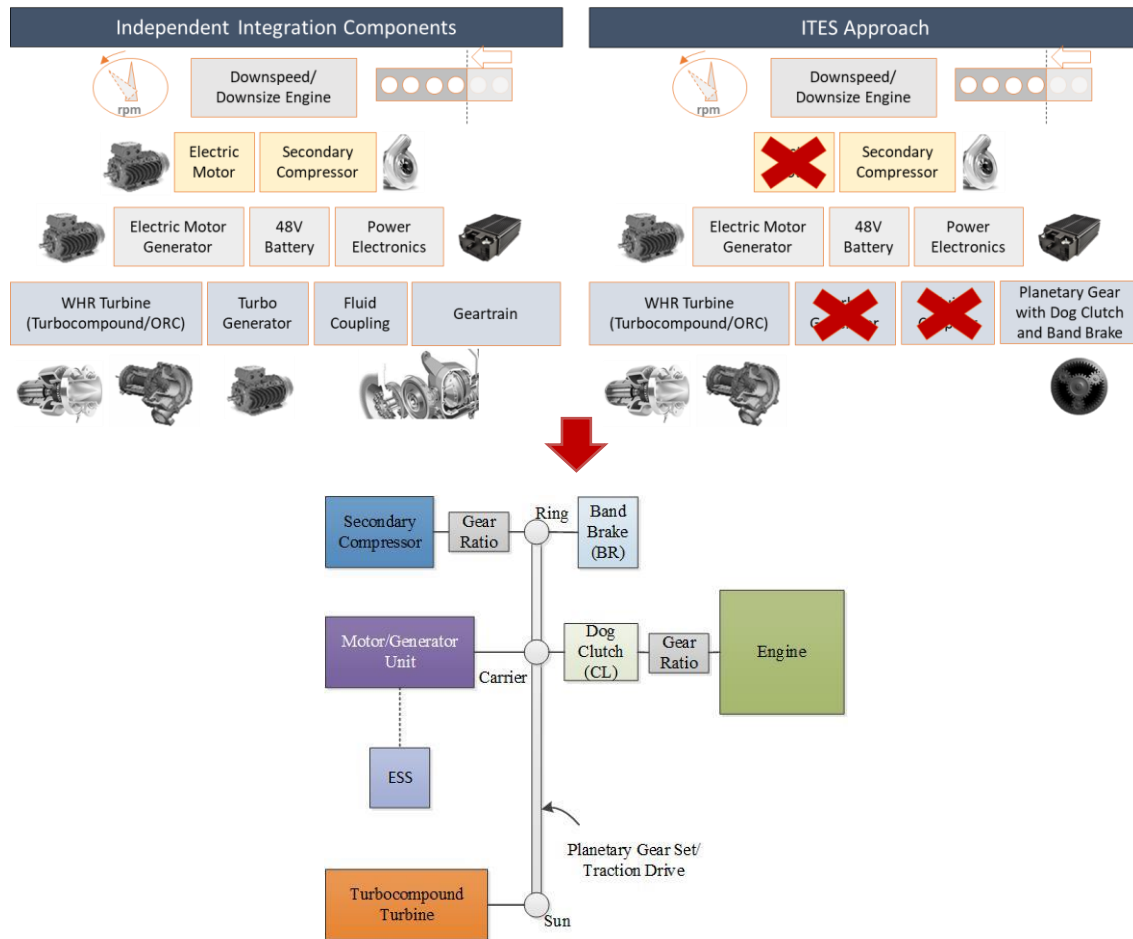 Independent Integration Components
ITES Approach
Downspeed/
Downsize Engine
rpm
Downspeed/
Downsize Engine
rpm
Electric
Motor
Secondary
Compressor
Secondary
Compressor
Electric Motor
Generator
48V
Battery
Power
Electronics
Electric Motor
Generator
48V
Battery
Power
Electronics
WHR Turbine
(Turbocompound/ORC)
Turbo
Generator
Fluid
Coupling
Geartrain
WHR Turbine
(Turbocompound/ORC)
Planetary Gear
with Dog Clutch
and Band Brake
Secondary
Compressor
Gear
Ratio
Ring
Band
Brake
(BR)
Motor/Generator
Unit
Carrier
Dog
Clutch
(CL)
Gear
Ratio
Engine
ESS
Planetary Gear Set/
Traction Drive
Turbocompound
Turbine
Sun